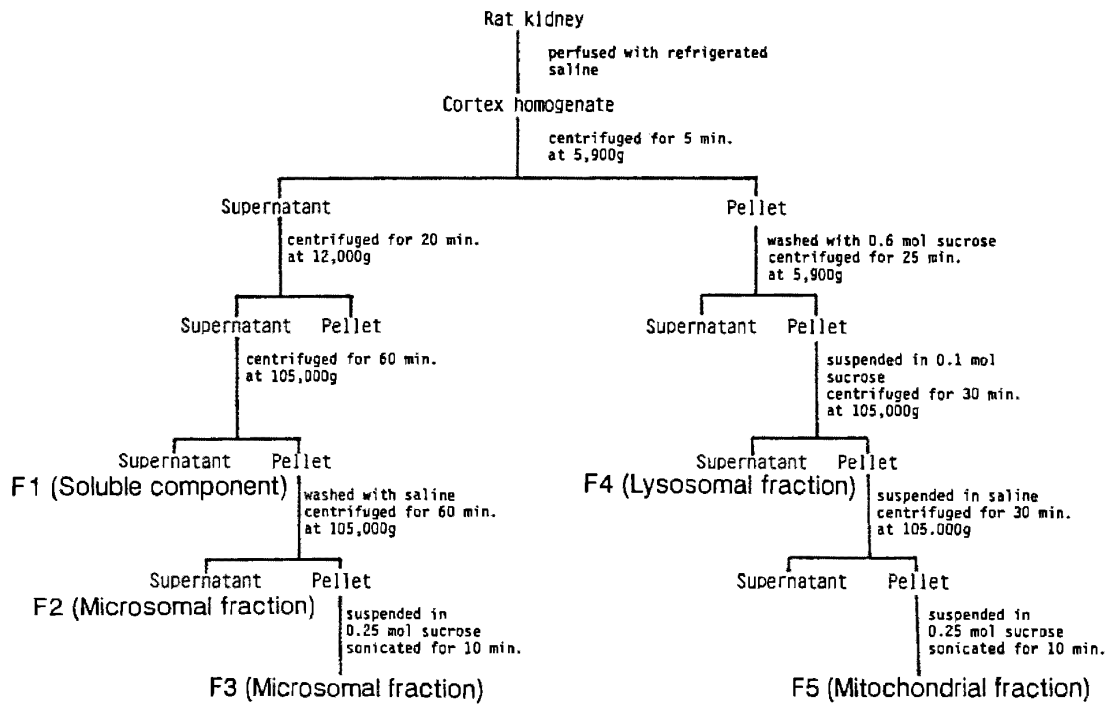 Rat kidney
perfused with refrigerated
saline
Cortex homogenate
centrifuged for 5 min.
at 5,900g
Supernatant
Pellet
centrifuged for 20 min.
at 12,000g
washed with 0.6 mol sucrose
centrifuged for 25 min.
at 5,900g
Supernatant
Pellet
Supernatant
Pellet
centrifuged for 60 min.
at 105,000g
suspended in 0.1 mol
sucrose
centrifuged for 30 min.
at 105,000g
Supernatant
Pellet
Supernatant
Pellet
F1 (Soluble component)
F4 (Lysosomal fraction)
washed with saline
centrifuged for 60 min.
at 105,000g
suspended in saline
centrifuged for 30 min.
at 105.000g
Supernatant
Pellet
Supernatant
Pellet
F2 (Microsomal fraction)
suspended in
0.25 mol sucrose
sonicated for 10 min.
suspended in
0.25 mol sucrose
sonicated for 10 min.
F3 (Microsomal fraction)
F5 (Mitochondrial fraction)